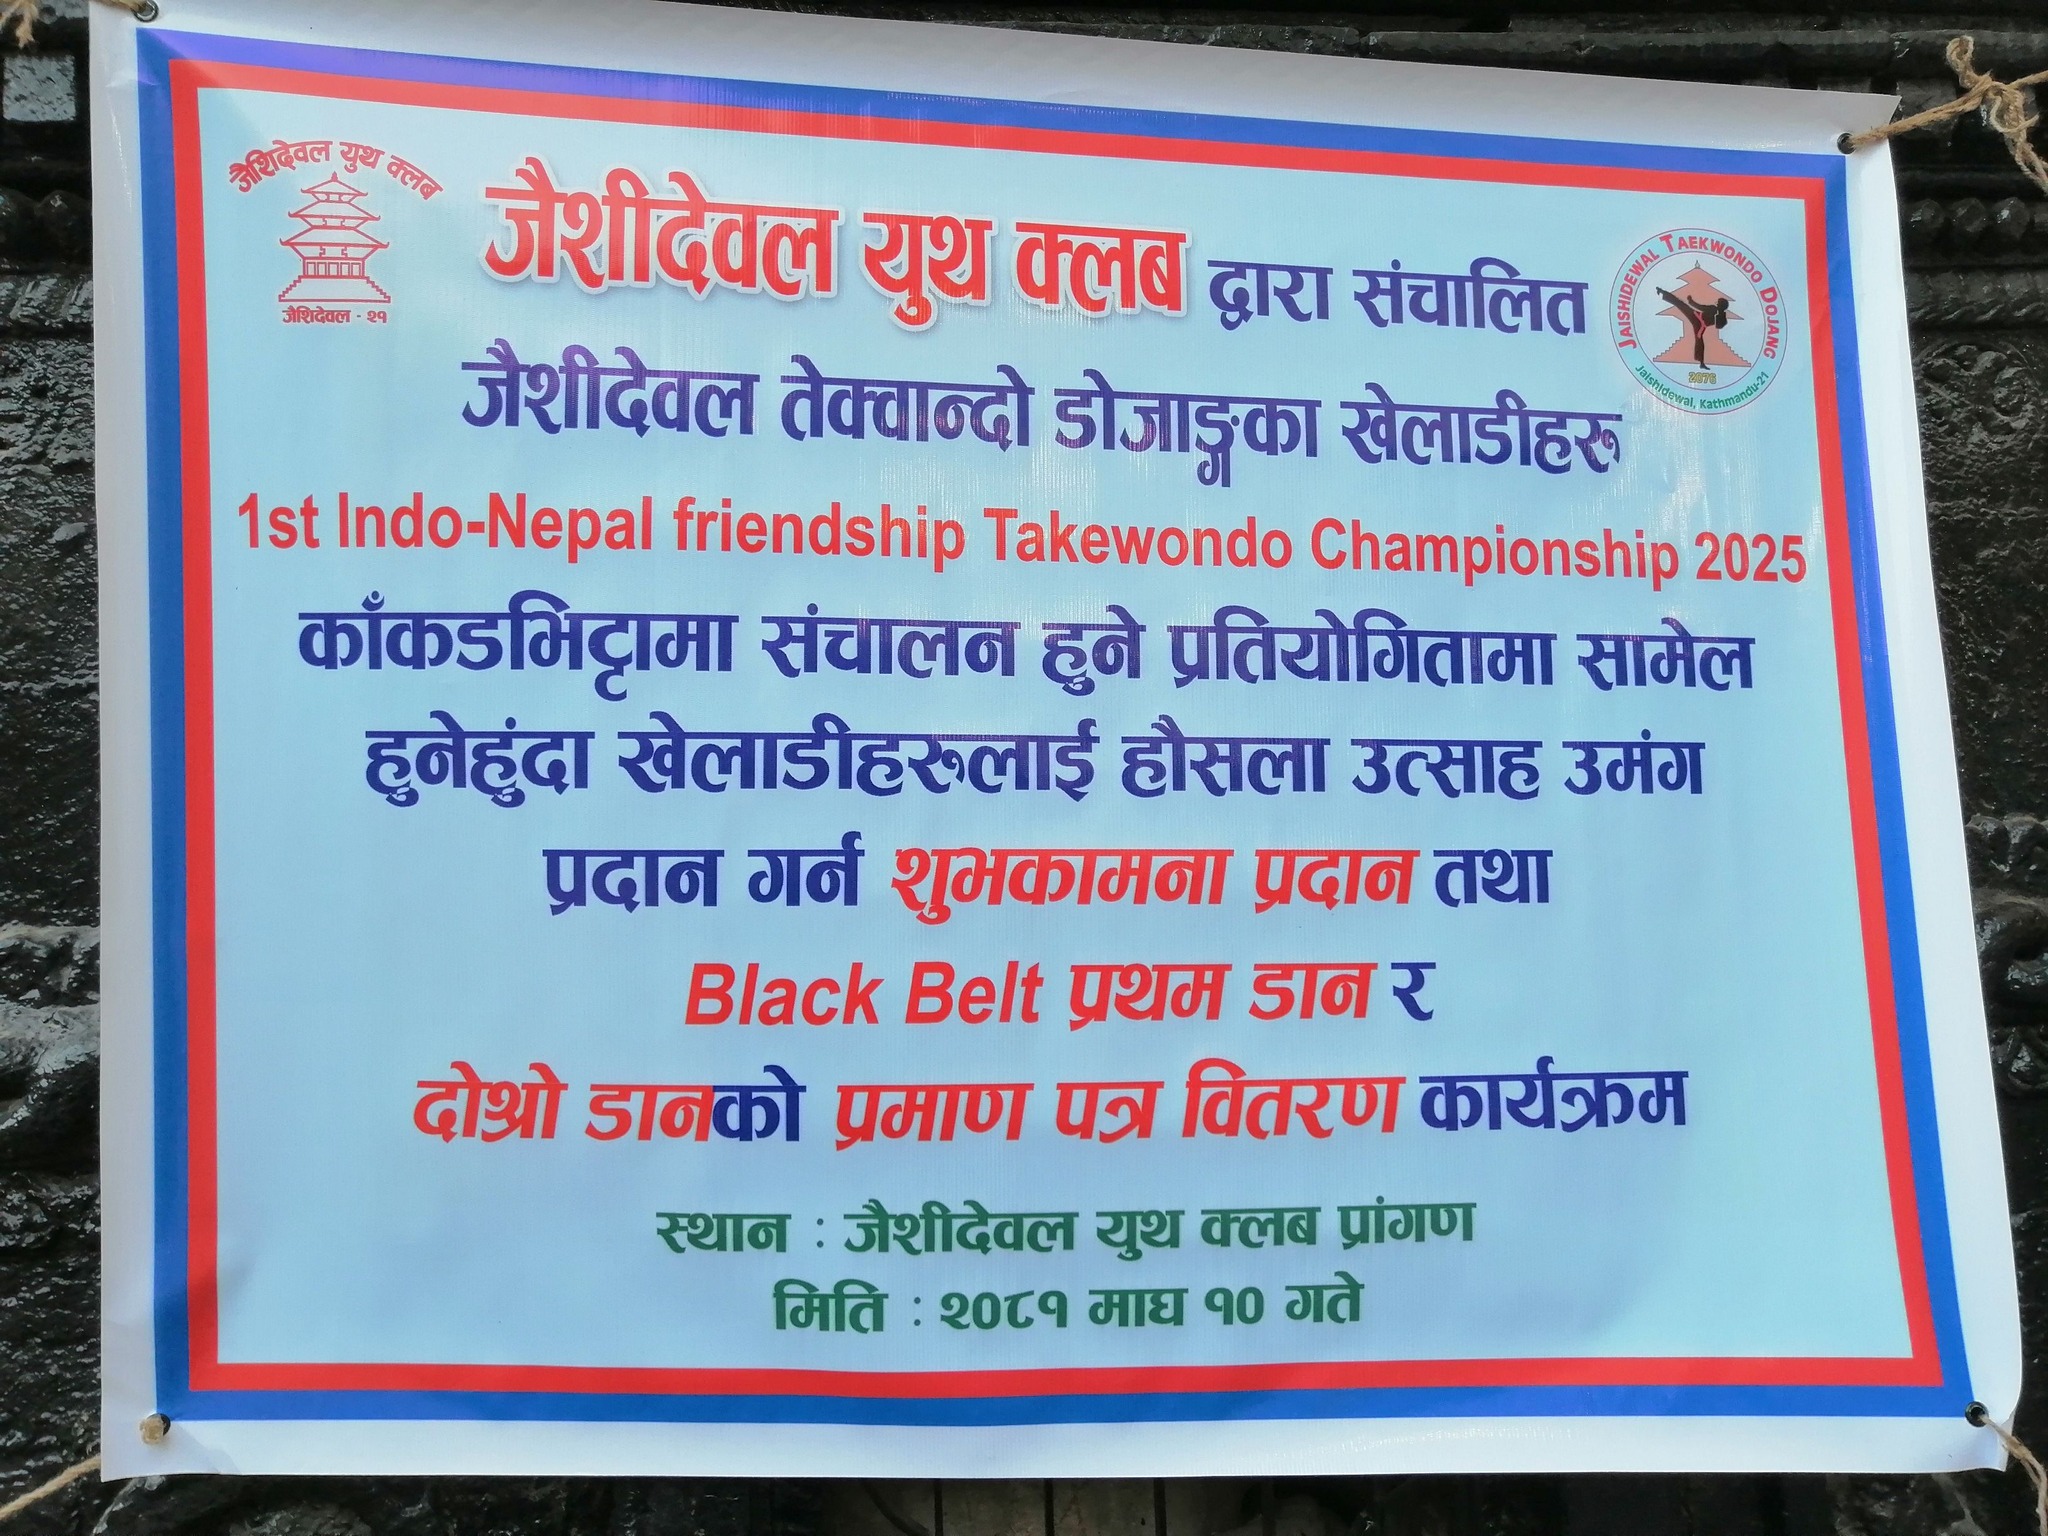 जैशिदेवल युथ क्लब
जैशिदेवल - २१
JAISHIDEWAL TAEKWONDO DOJANG
2076
Jaishidewal, Kathmandu-21
जैशीदेवल युथ क्लब द्वारा संचालित
जैशीदेवल तेक्वान्दो डोजाङ्गका खेलाडीहरु
1st Indo-Nepal friendship Takewondo Championship 2025
काँकडभिट्टामा संचालन हुने प्रतियोगितामा सामेल
हुनेहुंदा खेलाडीहरुलाई हौसला उत्साह उमंग
प्रदान गर्न शुभकामना प्रदान तथा
Black Belt प्रथम डान र
दोश्रो डानको प्रमाण पत्र वितरण कार्यक्रम
स्थान : जैशीदेवल युथ क्लब प्रांगण
मिति : २०८१ माघ १० गते